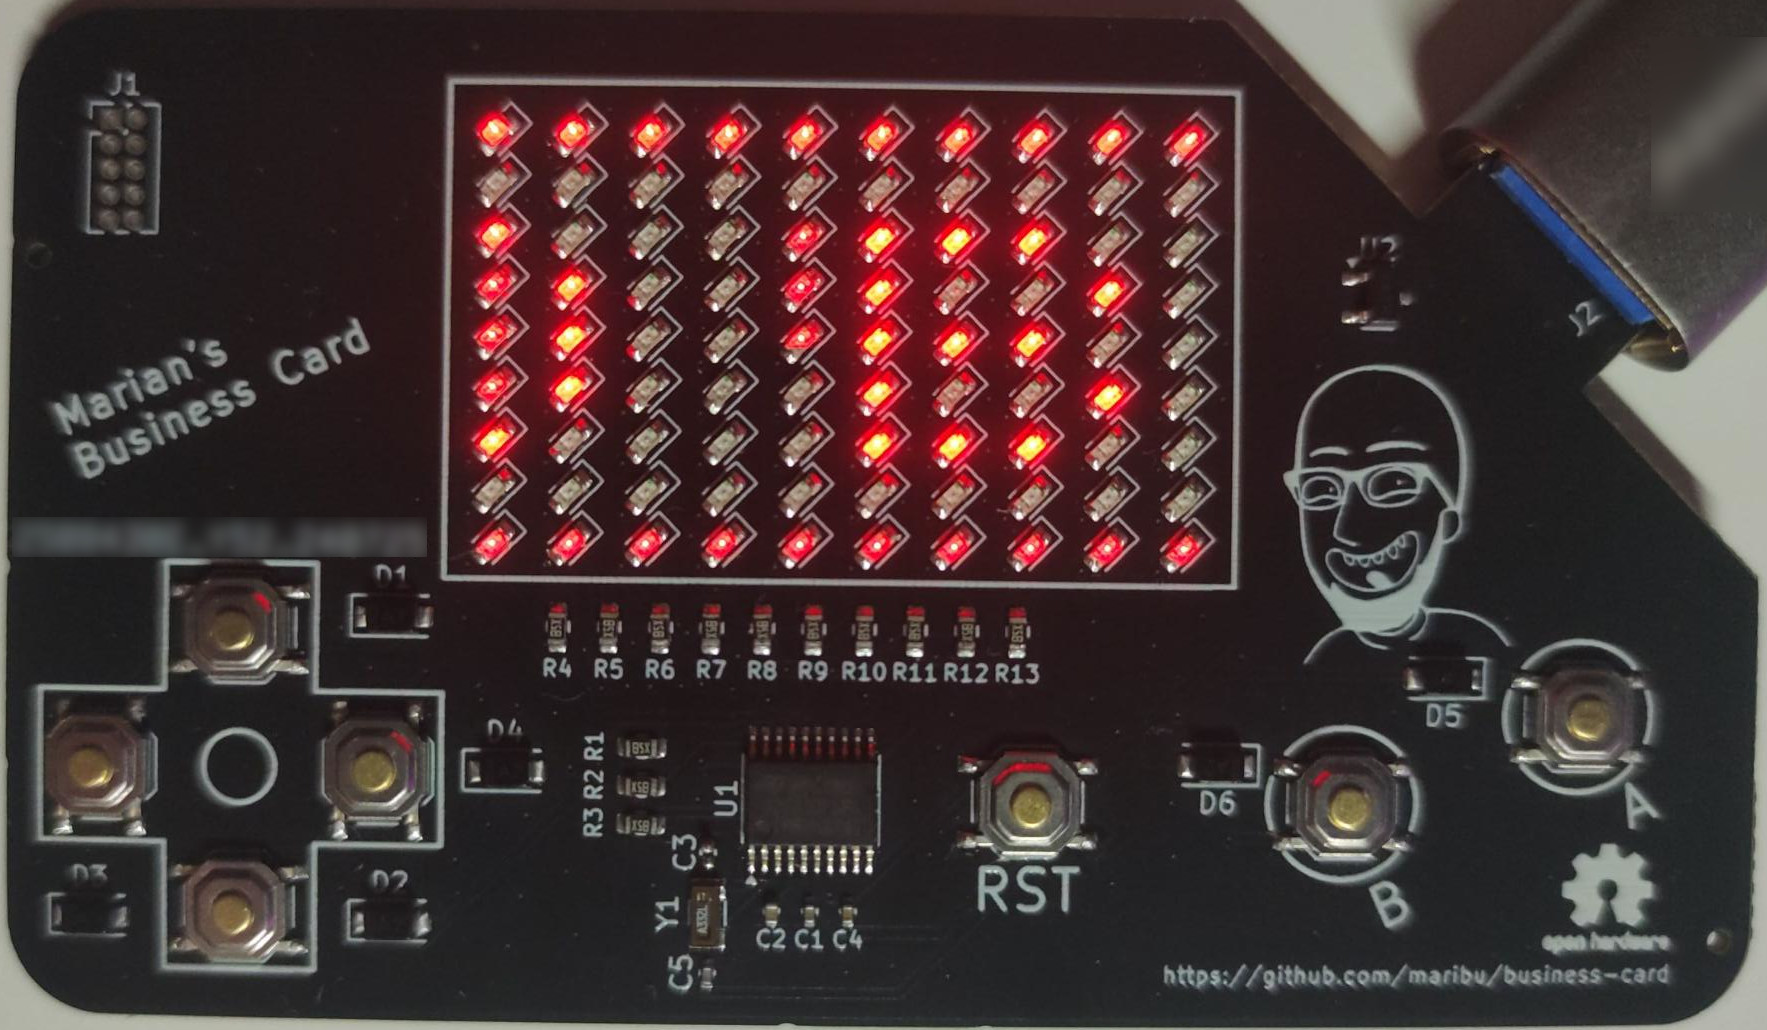 J1
U2
J2
Marian's
Business Card
D1
R4 R5 R6 R7 R8 R9 R10 R11 R12 R13
D5
D4
R1
R2
R3
U1
D6
A
B
RST
C3
D3
D2
Y1
C2 C1 C4
C5
open hardware
https://github.com/maribu/business-card